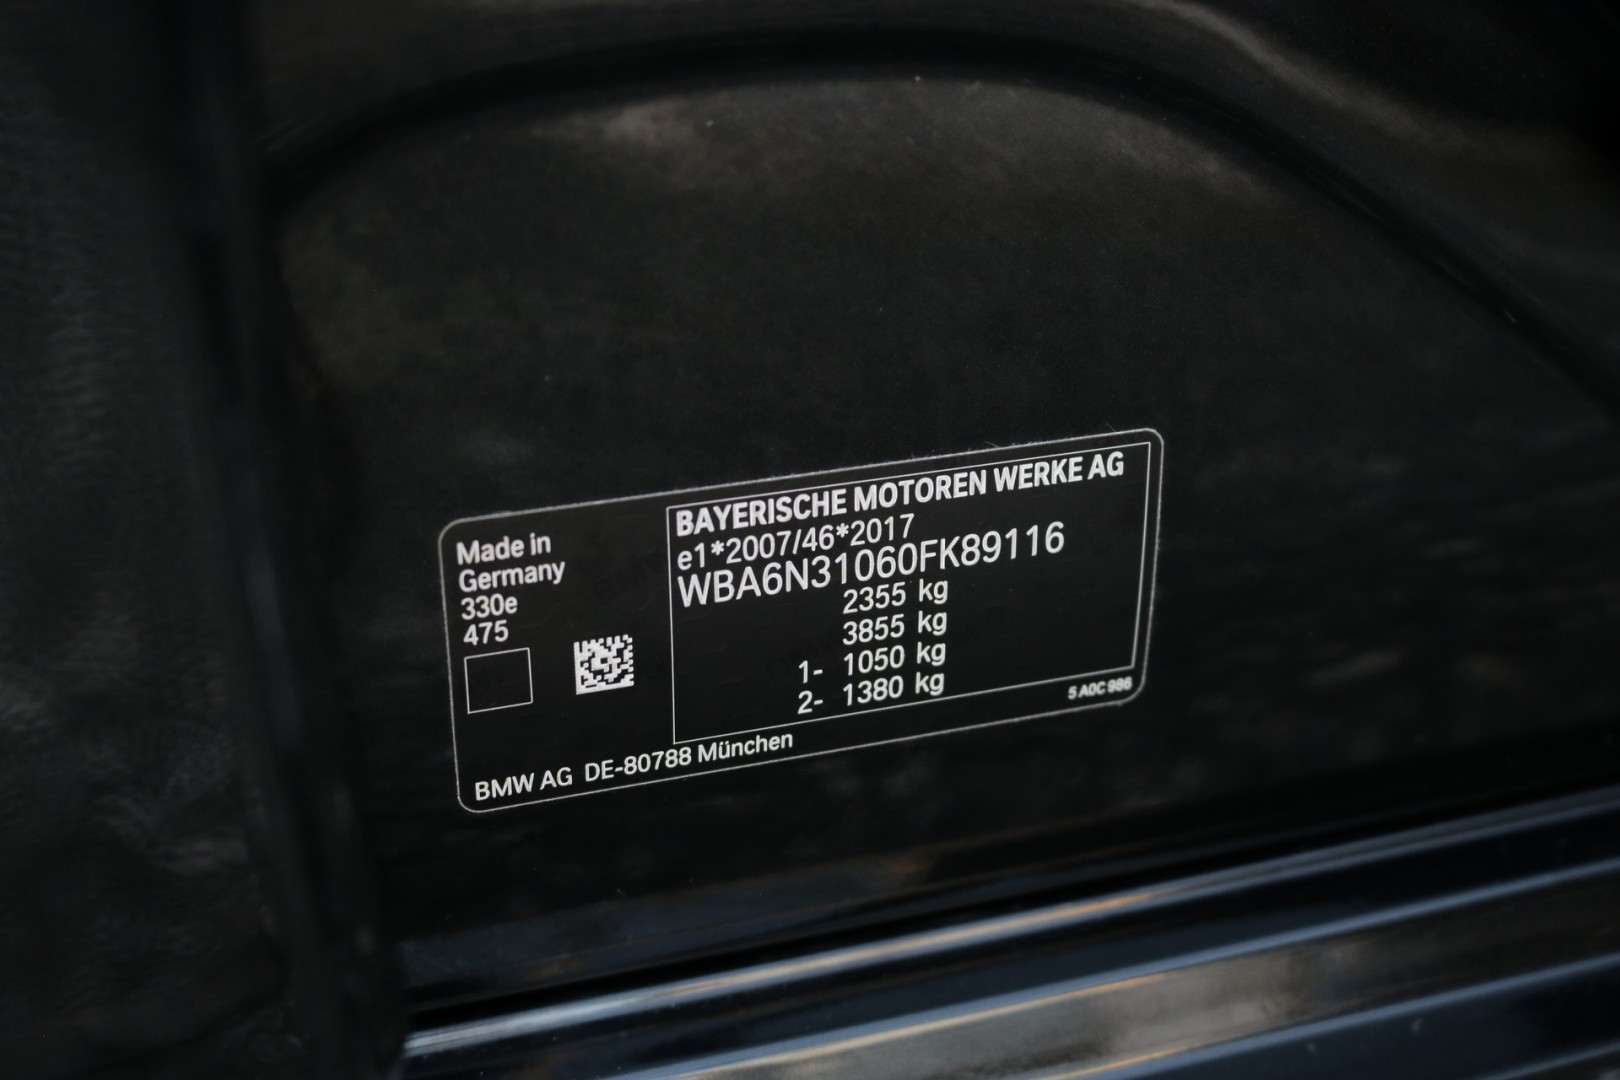 Made in
Germany
330e
475
BAYERISCHE MOTOREN WERKE AG
e1*2007/46*2017
WBA6N31060FK89116
2355 kg
3855 kg
1- 1050 kg
2- 1380 kg
5 A0C 986
BMW AG DE-80788 München